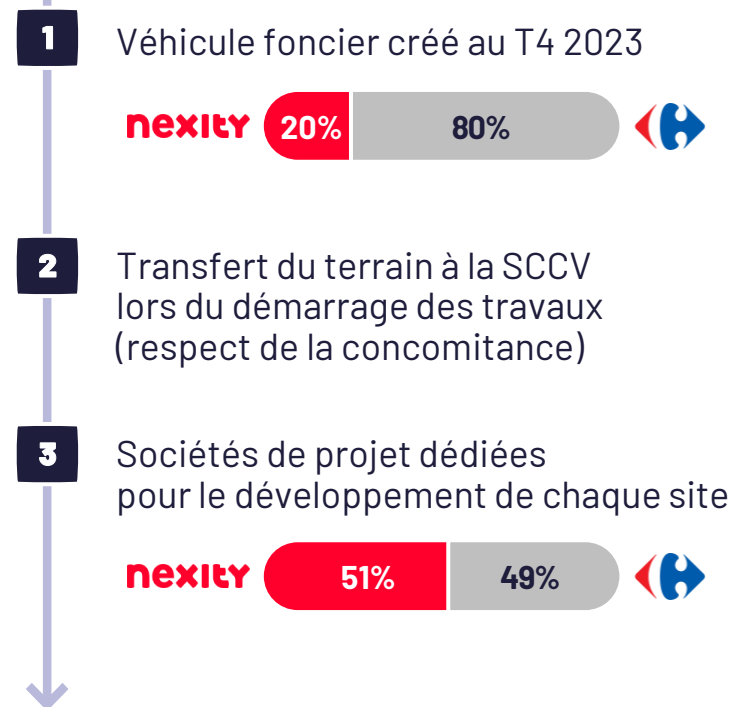 1
Véhicule foncier créé au T4 2023
nexity 20% 80%
2
Transfert du terrain à la SCCV
lors du démarrage des travaux
(respect de la concomitance)
3
Sociétés de projet dédiées
pour le développement de chaque site
nexity 51% 49%